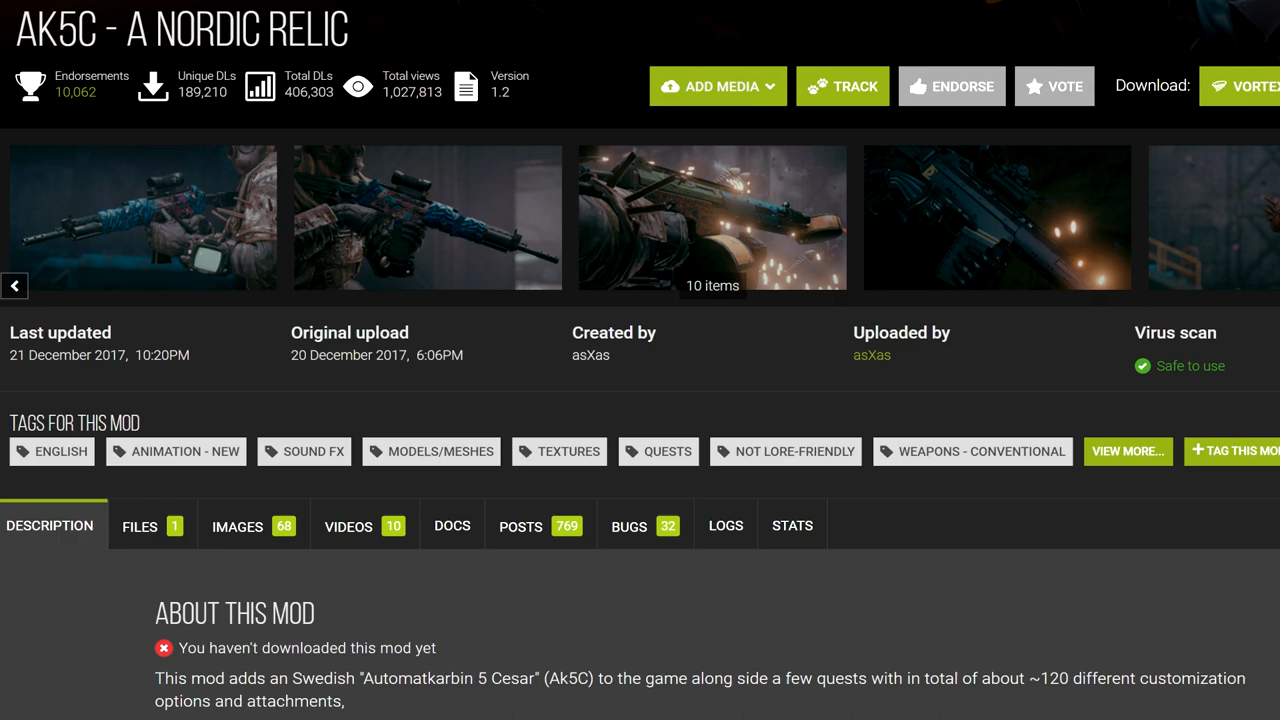 AK5C - A NORDIC RELIC
Endorsements
10,062
Unique DLs
189,210
Total DLs
406,303
Total views
1,027,813
Version
1.2
ADD MEDIA
TRACK
ENDORSE
VOTE
Download:
VORTEX
10 items
Last updated
21 December 2017, 10:20PM
Original upload
20 December 2017, 6:06PM
Created by
asXas
Uploaded by
asXas
Virus scan
Safe to use
TAGS FOR THIS MOD
ENGLISH
ANIMATION - NEW
SOUND FX
MODELS/MESHES
TEXTURES
QUESTS
NOT LORE-FRIENDLY
WEAPONS - CONVENTIONAL
VIEW MORE...
TAG THIS MO
DESCRIPTION
FILES 1
IMAGES 68
VIDEOS 10
DOCS
POSTS 769
BUGS 32
LOGS
STATS
ABOUT THIS MOD
You haven't downloaded this mod yet
This mod adds an Swedish "Automatkarbin 5 Cesar" (Ak5C) to the game along side a few quests with in total of about ~120 different customization
options and attachments,